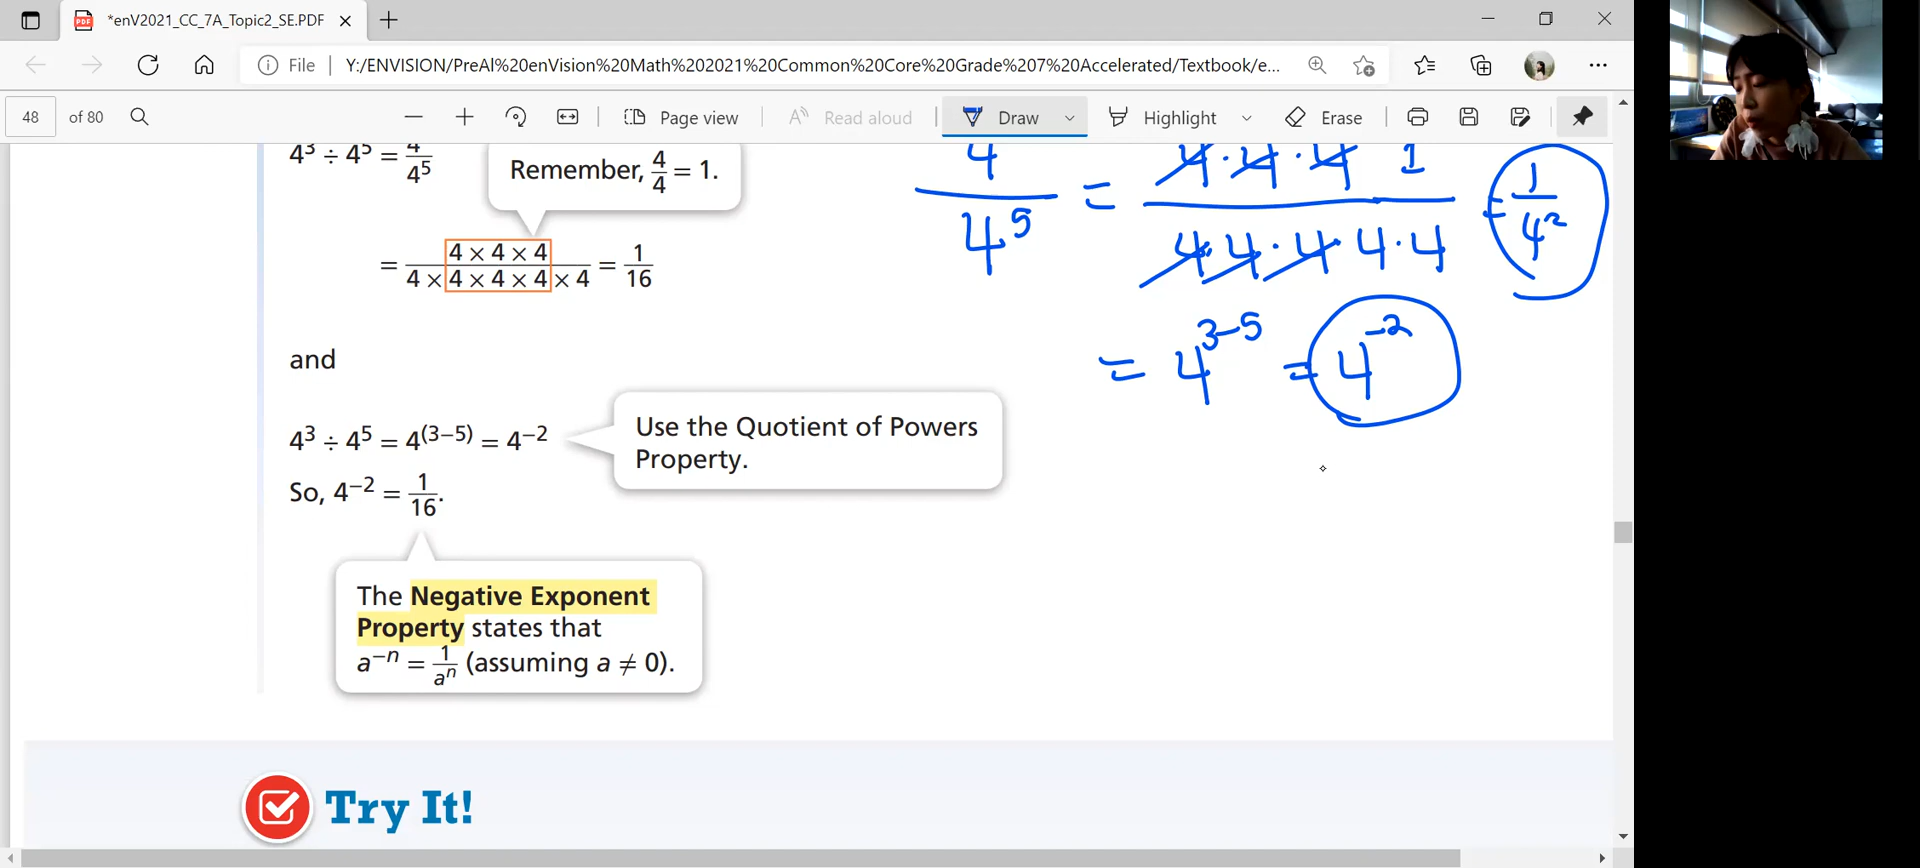 *enV2021_CC_7A_Topic2_SE.PDF
File | Y:/ENVISION/PreAl%20enVision%20Math%202021%20Common%20Core%20Grade%207%20Accelerated/Textbook/e...
48 of 80
Page view
Read aloud
Draw
Highlight
Erase
4³ ÷ 4⁵ = 4/4⁵
Remember, 4/4 = 1.
= 4 × 4 × 4 / 4 × 4 × 4 × 4 × 4 = 1/16
and
4³ ÷ 4⁵ = 4⁽³⁻⁵⁾ = 4⁻²
Use the Quotient of Powers
Property.
So, 4⁻² = 1/16.
The Negative Exponent
Property states that
a⁻ⁿ = 1/aⁿ (assuming a ≠ 0).
4/4⁵ = 4·4·4 1 / 4·4·4 4·4 = 1/4²
= 4³⁻⁵ = 4⁻²
Try It!